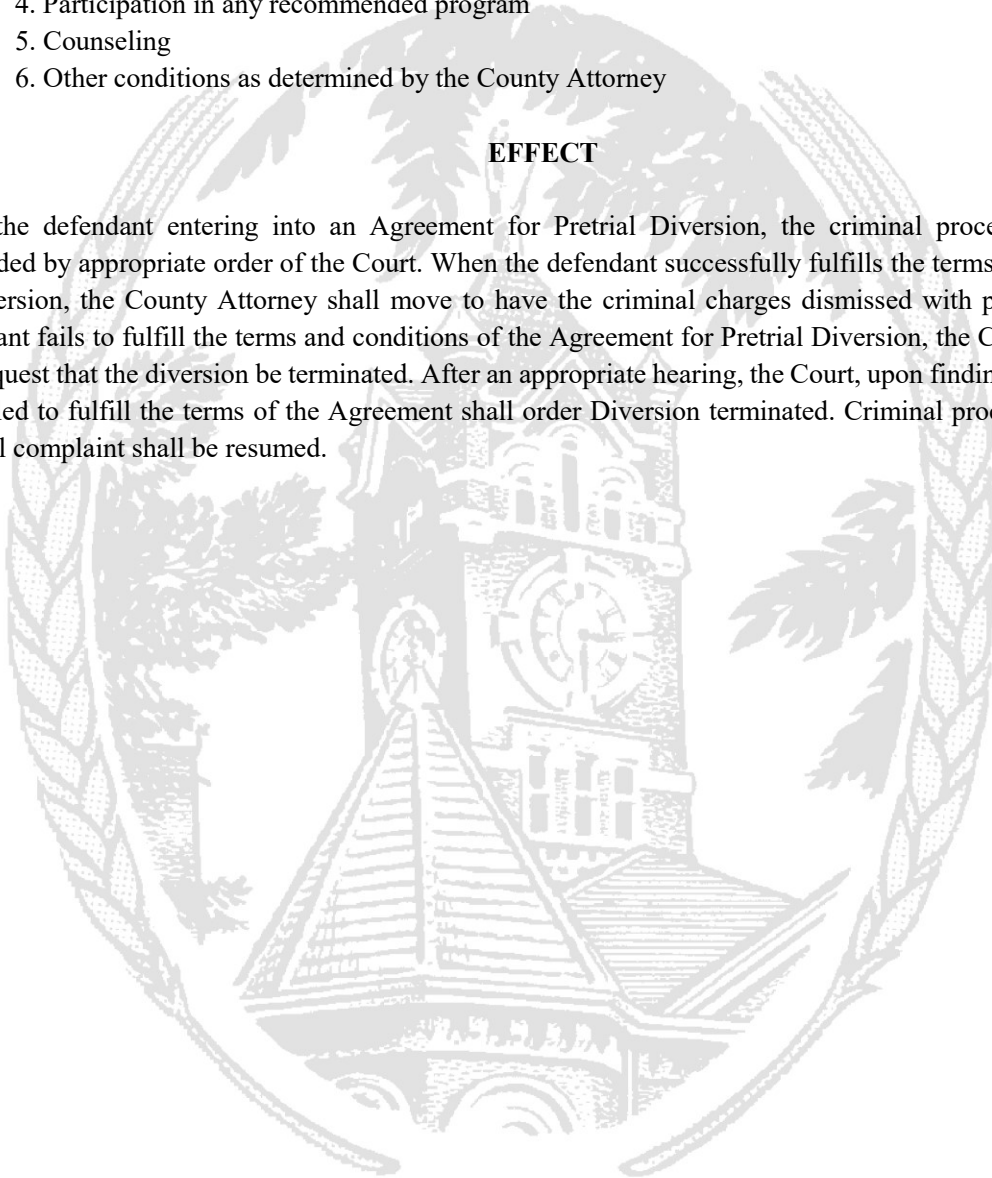 4. Participation in any recommended program
5. Counseling
6. Other conditions as determined by the County Attorney
EFFECT
the defendant entering into an Agreement for Pretrial Diversion, the criminal proce
ded by appropriate order of the Court. When the defendant successfully fulfills the terms
ersion, the County Attorney shall move to have the criminal charges dismissed with p
ant fails to fulfill the terms and conditions of the Agreement for Pretrial Diversion, the C
quest that the diversion be terminated. After an appropriate hearing, the Court, upon findin
led to fulfill the terms of the Agreement shall order Diversion terminated. Criminal proc
l complaint shall be resumed.